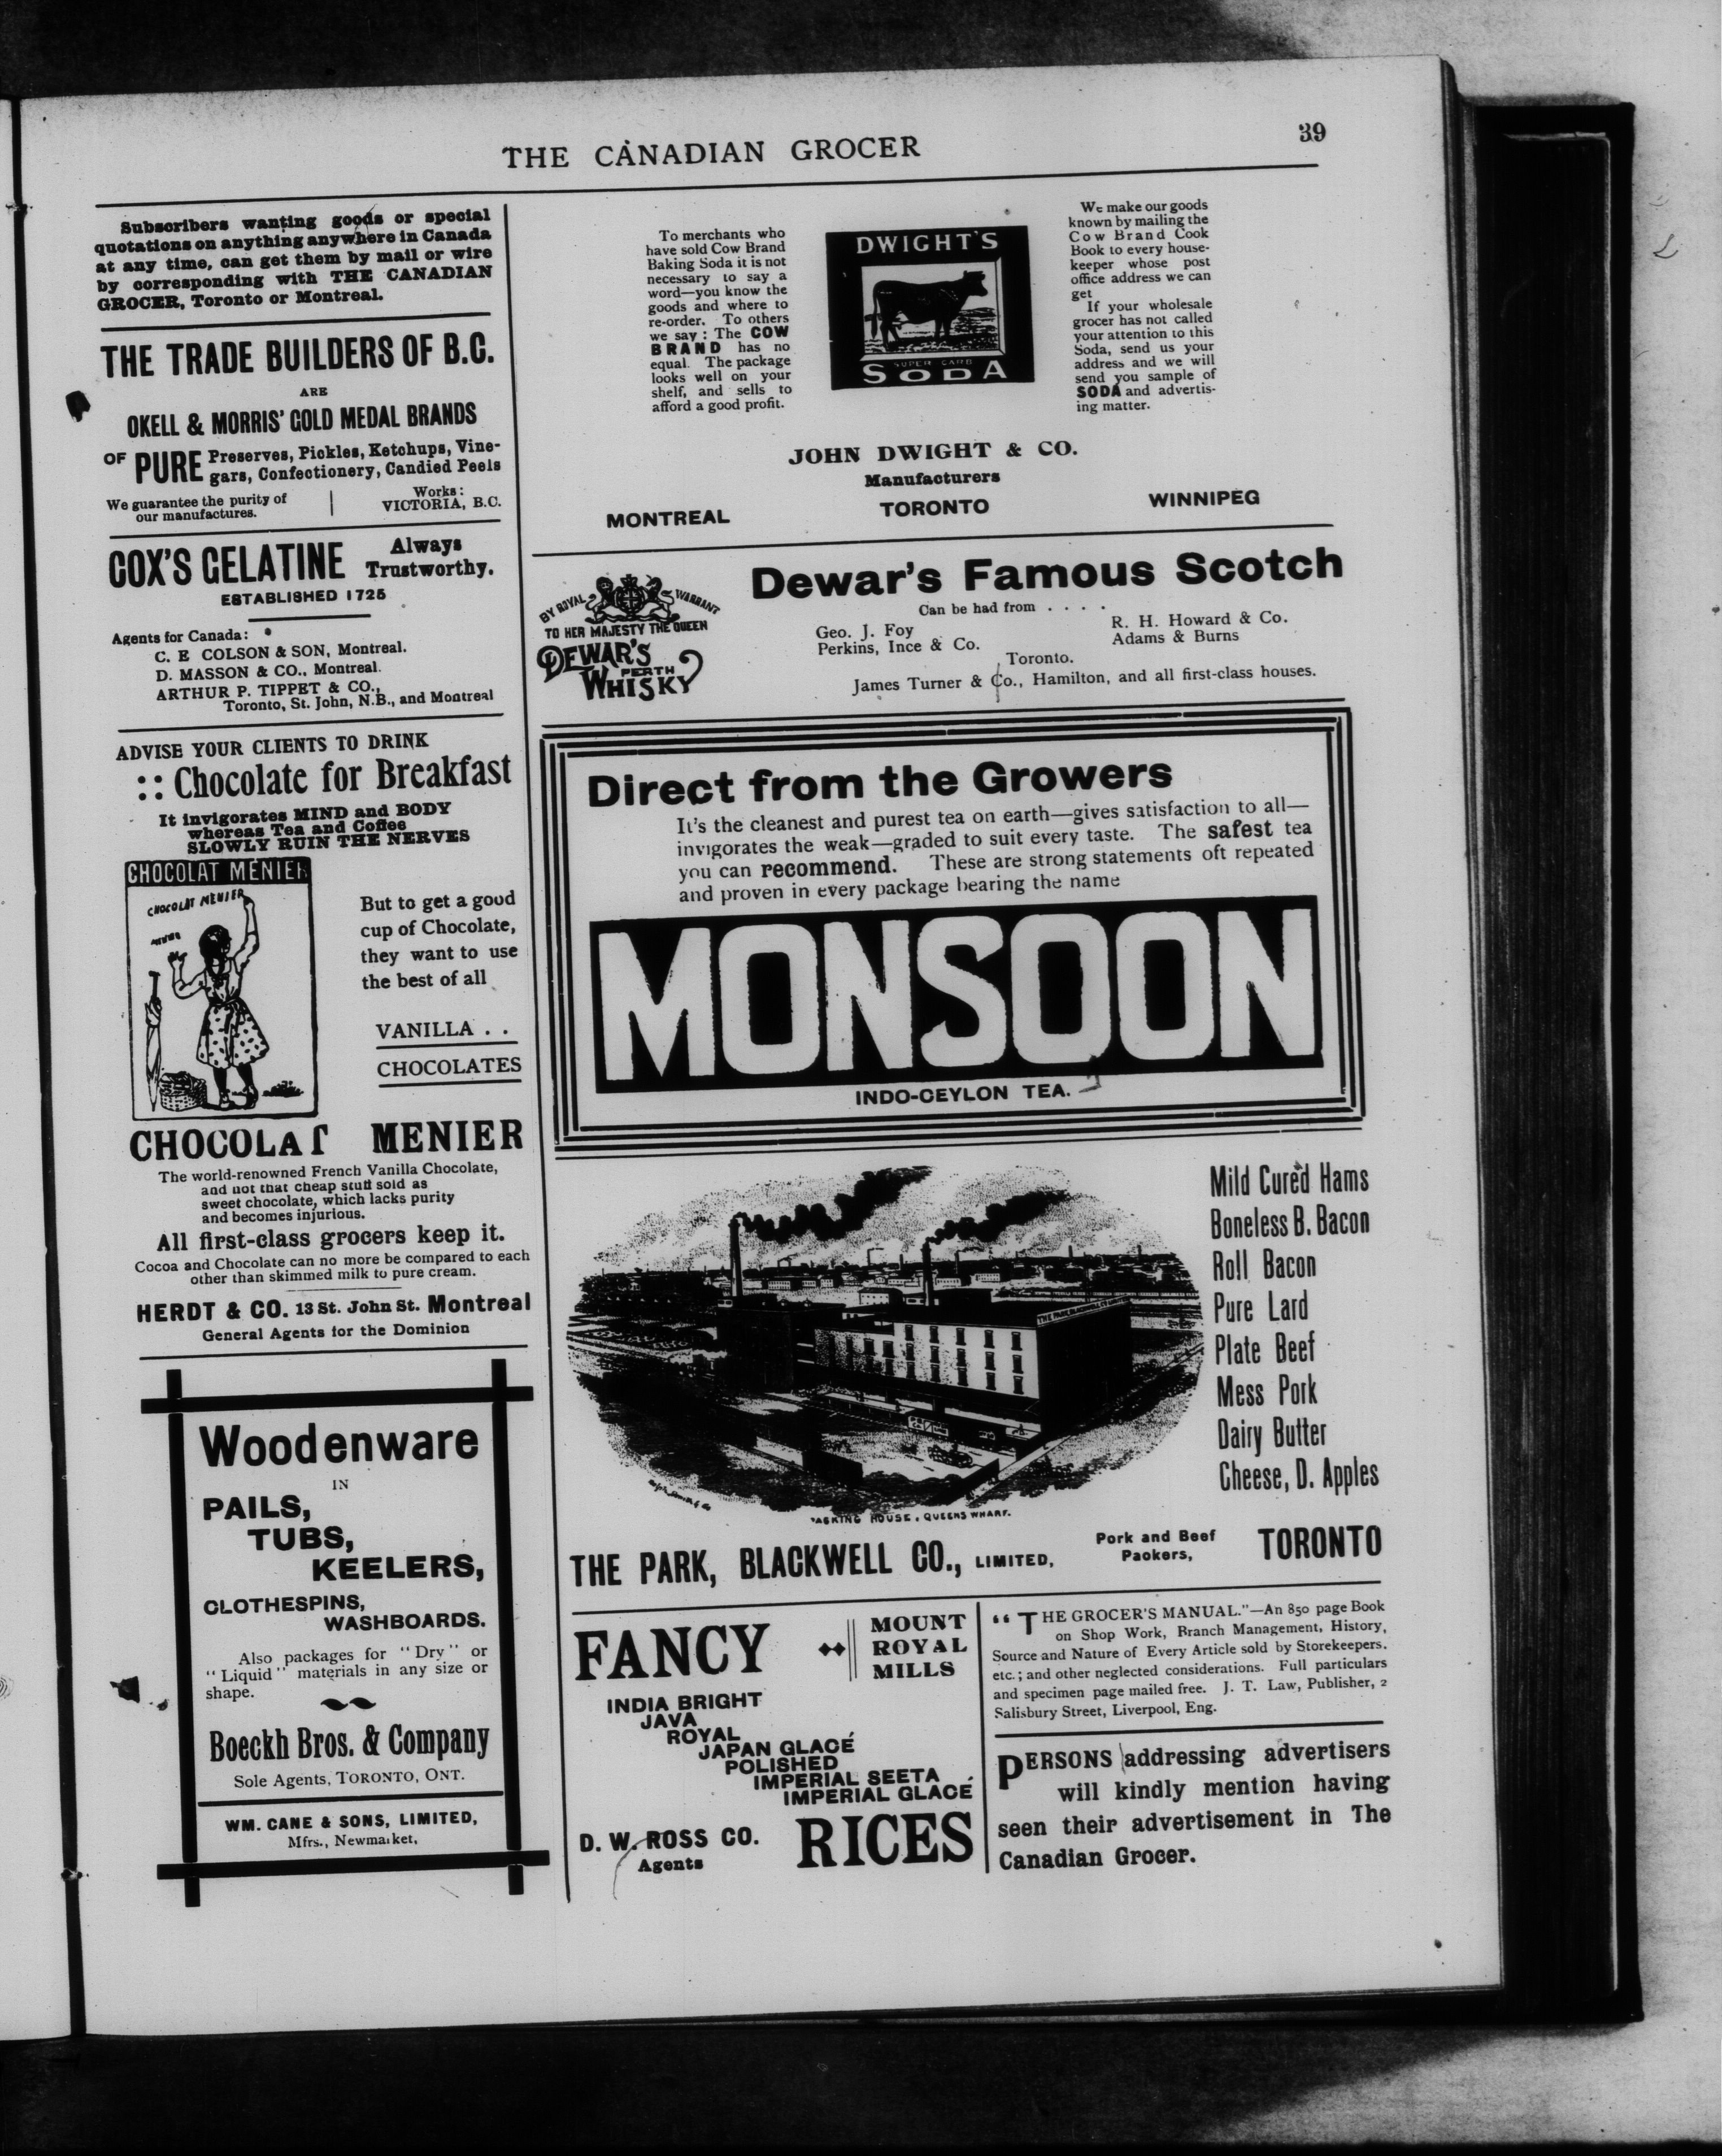 THE CANADIAN GROCER
39
Subscribers wanting goods or special
quotations on anything anywhere in Canada
at any time, can get them by mail or wire
by corresponding with THE CANADIAN
GROCER, Toronto or Montreal.
THE TRADE BUILDERS OF B.C.
ARE
OKELL & MORRIS' GOLD MEDAL BRANDS
OF PURE Preserves, Pickles, Ketchups, Vine-
gars, Confectionery, Candied Peels
We guarantee the purity of
our manufactures.
Works:
VICTORIA, B.C.
COX'S GELATINE
Always
Trustworthy.
ESTABLISHED 1725
Agents for Canada:
C. E COLSON & SON, Montreal.
D. MASSON & CO., Montreal.
ARTHUR P. TIPPET & CO.,
Toronto, St. John, N.B., and Montreal
ADVISE YOUR CLIENTS TO DRINK
:: Chocolate for Breakfast
It invigorates MIND and BODY
whereas Tea and Coffee
SLOWLY RUIN THE NERVES
CHOCOLAT MENIER
CHOCOLAT MENIER
MENIER
But to get a good
cup of Chocolate,
they want to use
the best of all
VANILLA . .
CHOCOLATES
CHOCOLAT MENIER
The world-renowned French Vanilla Chocolate,
and not that cheap stuff sold as
sweet chocolate, which lacks purity
and becomes injurious.
All first-class grocers keep it.
Cocoa and Chocolate can no more be compared to each
other than skimmed milk to pure cream.
HERDT & CO. 13 St. John St. Montreal
General Agents for the Dominion
Woodenware
IN
PAILS,
TUBS,
KEELERS,
CLOTHESPINS,
WASHBOARDS.
Also packages for "Dry" or
"Liquid" materials in any size or
shape.
Boeckh Bros. & Company
Sole Agents, TORONTO, ONT.
WM. CANE & SONS, LIMITED,
Mfrs., Newmarket,
To merchants who
have sold Cow Brand
Baking Soda it is not
necessary to say a
word—you know the
goods and where to
re-order. To others
we say: The COW
BRAND has no
equal. The package
looks well on your
shelf, and sells to
afford a good profit.
DWIGHT'S
SUPER CARB
SODA
We make our goods
known by mailing the
Cow Brand Cook
Book to every house-
keeper whose post
office address we can
get
If your wholesale
grocer has not called
your attention to this
Soda, send us your
address and we will
send you sample of
SODA and advertis-
ing matter.
JOHN DWIGHT & CO.
Manufacturers
MONTREAL
TORONTO
WINNIPEG
BY ROYAL WARRANT
TO HER MAJESTY THE QUEEN
DEWAR'S
PERTH
WHISKY
Dewar's Famous Scotch
Can be had from . . . .
Geo. J. Foy
Perkins, Ince & Co.
R. H. Howard & Co.
Adams & Burns
Toronto.
James Turner & Co., Hamilton, and all first-class houses.
Direct from the Growers
It's the cleanest and purest tea on earth—gives satisfaction to all—
invigorates the weak—graded to suit every taste. The safest tea
you can recommend. These are strong statements oft repeated
and proven in every package bearing the name
MONSOON
INDO-CEYLON TEA.
Mild Cured Hams
Boneless B. Bacon
Roll Bacon
Pure Lard
Plate Beef
Mess Pork
Dairy Butter
Cheese, D. Apples
PACKING HOUSE, QUEENS WHARF.
THE PARK, BLACKWELL CO., LIMITED,
Pork and Beef
Packers,
TORONTO
FANCY
MOUNT
ROYAL
MILLS
INDIA BRIGHT
JAVA
ROYAL
JAPAN GLACÉ
POLISHED
IMPERIAL SEETA
IMPERIAL GLACÉ
D. W. ROSS CO.
Agents
RICES
"THE GROCER'S MANUAL."—An 850 page Book
on Shop Work, Branch Management, History,
Source and Nature of Every Article sold by Storekeepers.
etc.; and other neglected considerations. Full particulars
and specimen page mailed free. J. T. Law, Publisher, 2
Salisbury Street, Liverpool, Eng.
PERSONS addressing advertisers
will kindly mention having
seen their advertisement in The
Canadian Grocer.